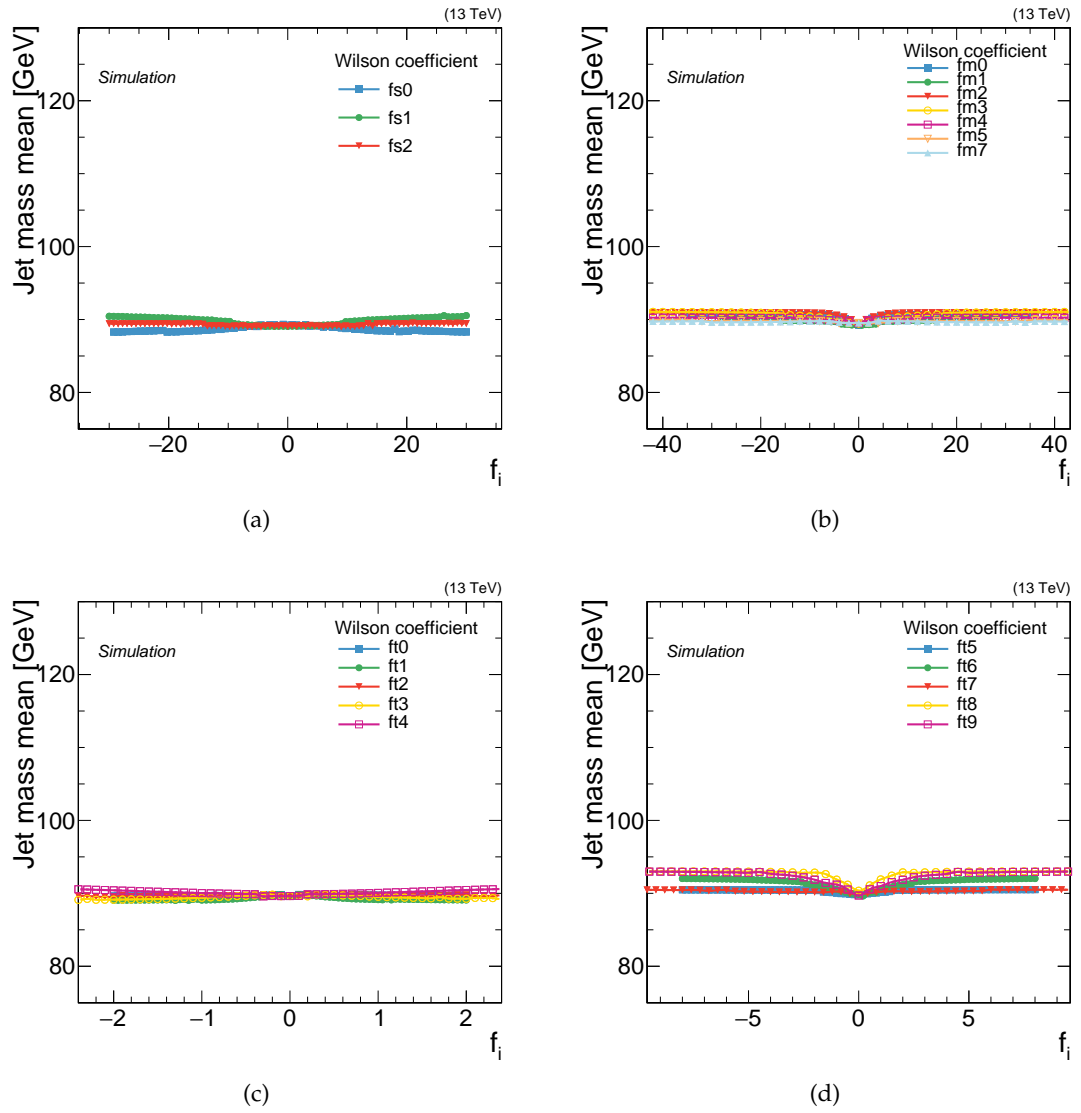 (13 TeV)
Jet mass mean [GeV]
Simulation
Wilson coefficient
fs0
fs1
fs2
120
100
80
−20 0 20
f_i
(a)
(13 TeV)
Jet mass mean [GeV]
Simulation
Wilson coefficient
fm0
fm1
fm2
fm3
fm4
fm5
fm7
120
100
80
−40 −20 0 20 40
f_i
(b)
(13 TeV)
Jet mass mean [GeV]
Simulation
Wilson coefficient
ft0
ft1
ft2
ft3
ft4
120
100
80
−2 −1 0 1 2
f_i
(c)
(13 TeV)
Jet mass mean [GeV]
Simulation
Wilson coefficient
ft5
ft6
ft7
ft8
ft9
120
100
80
−5 0 5
f_i
(d)